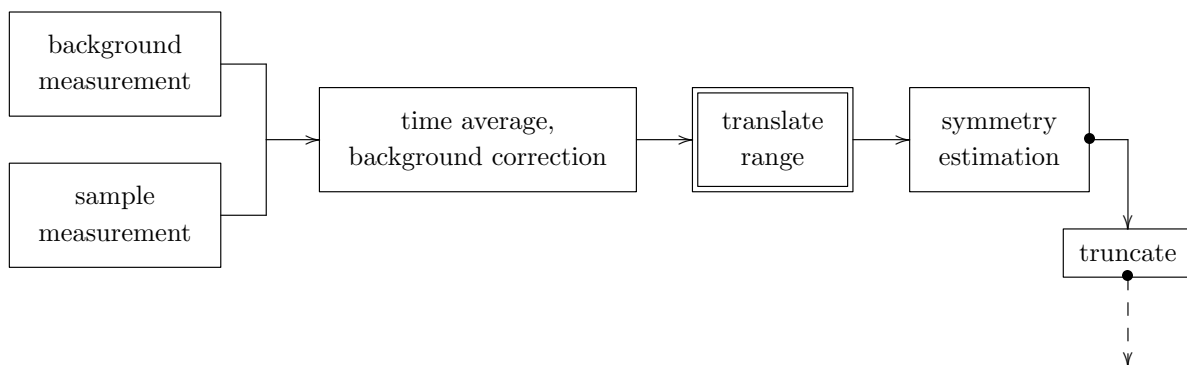 background
measurement
sample
measurement
time average,
background correction
translate
range
symmetry
estimation
truncate